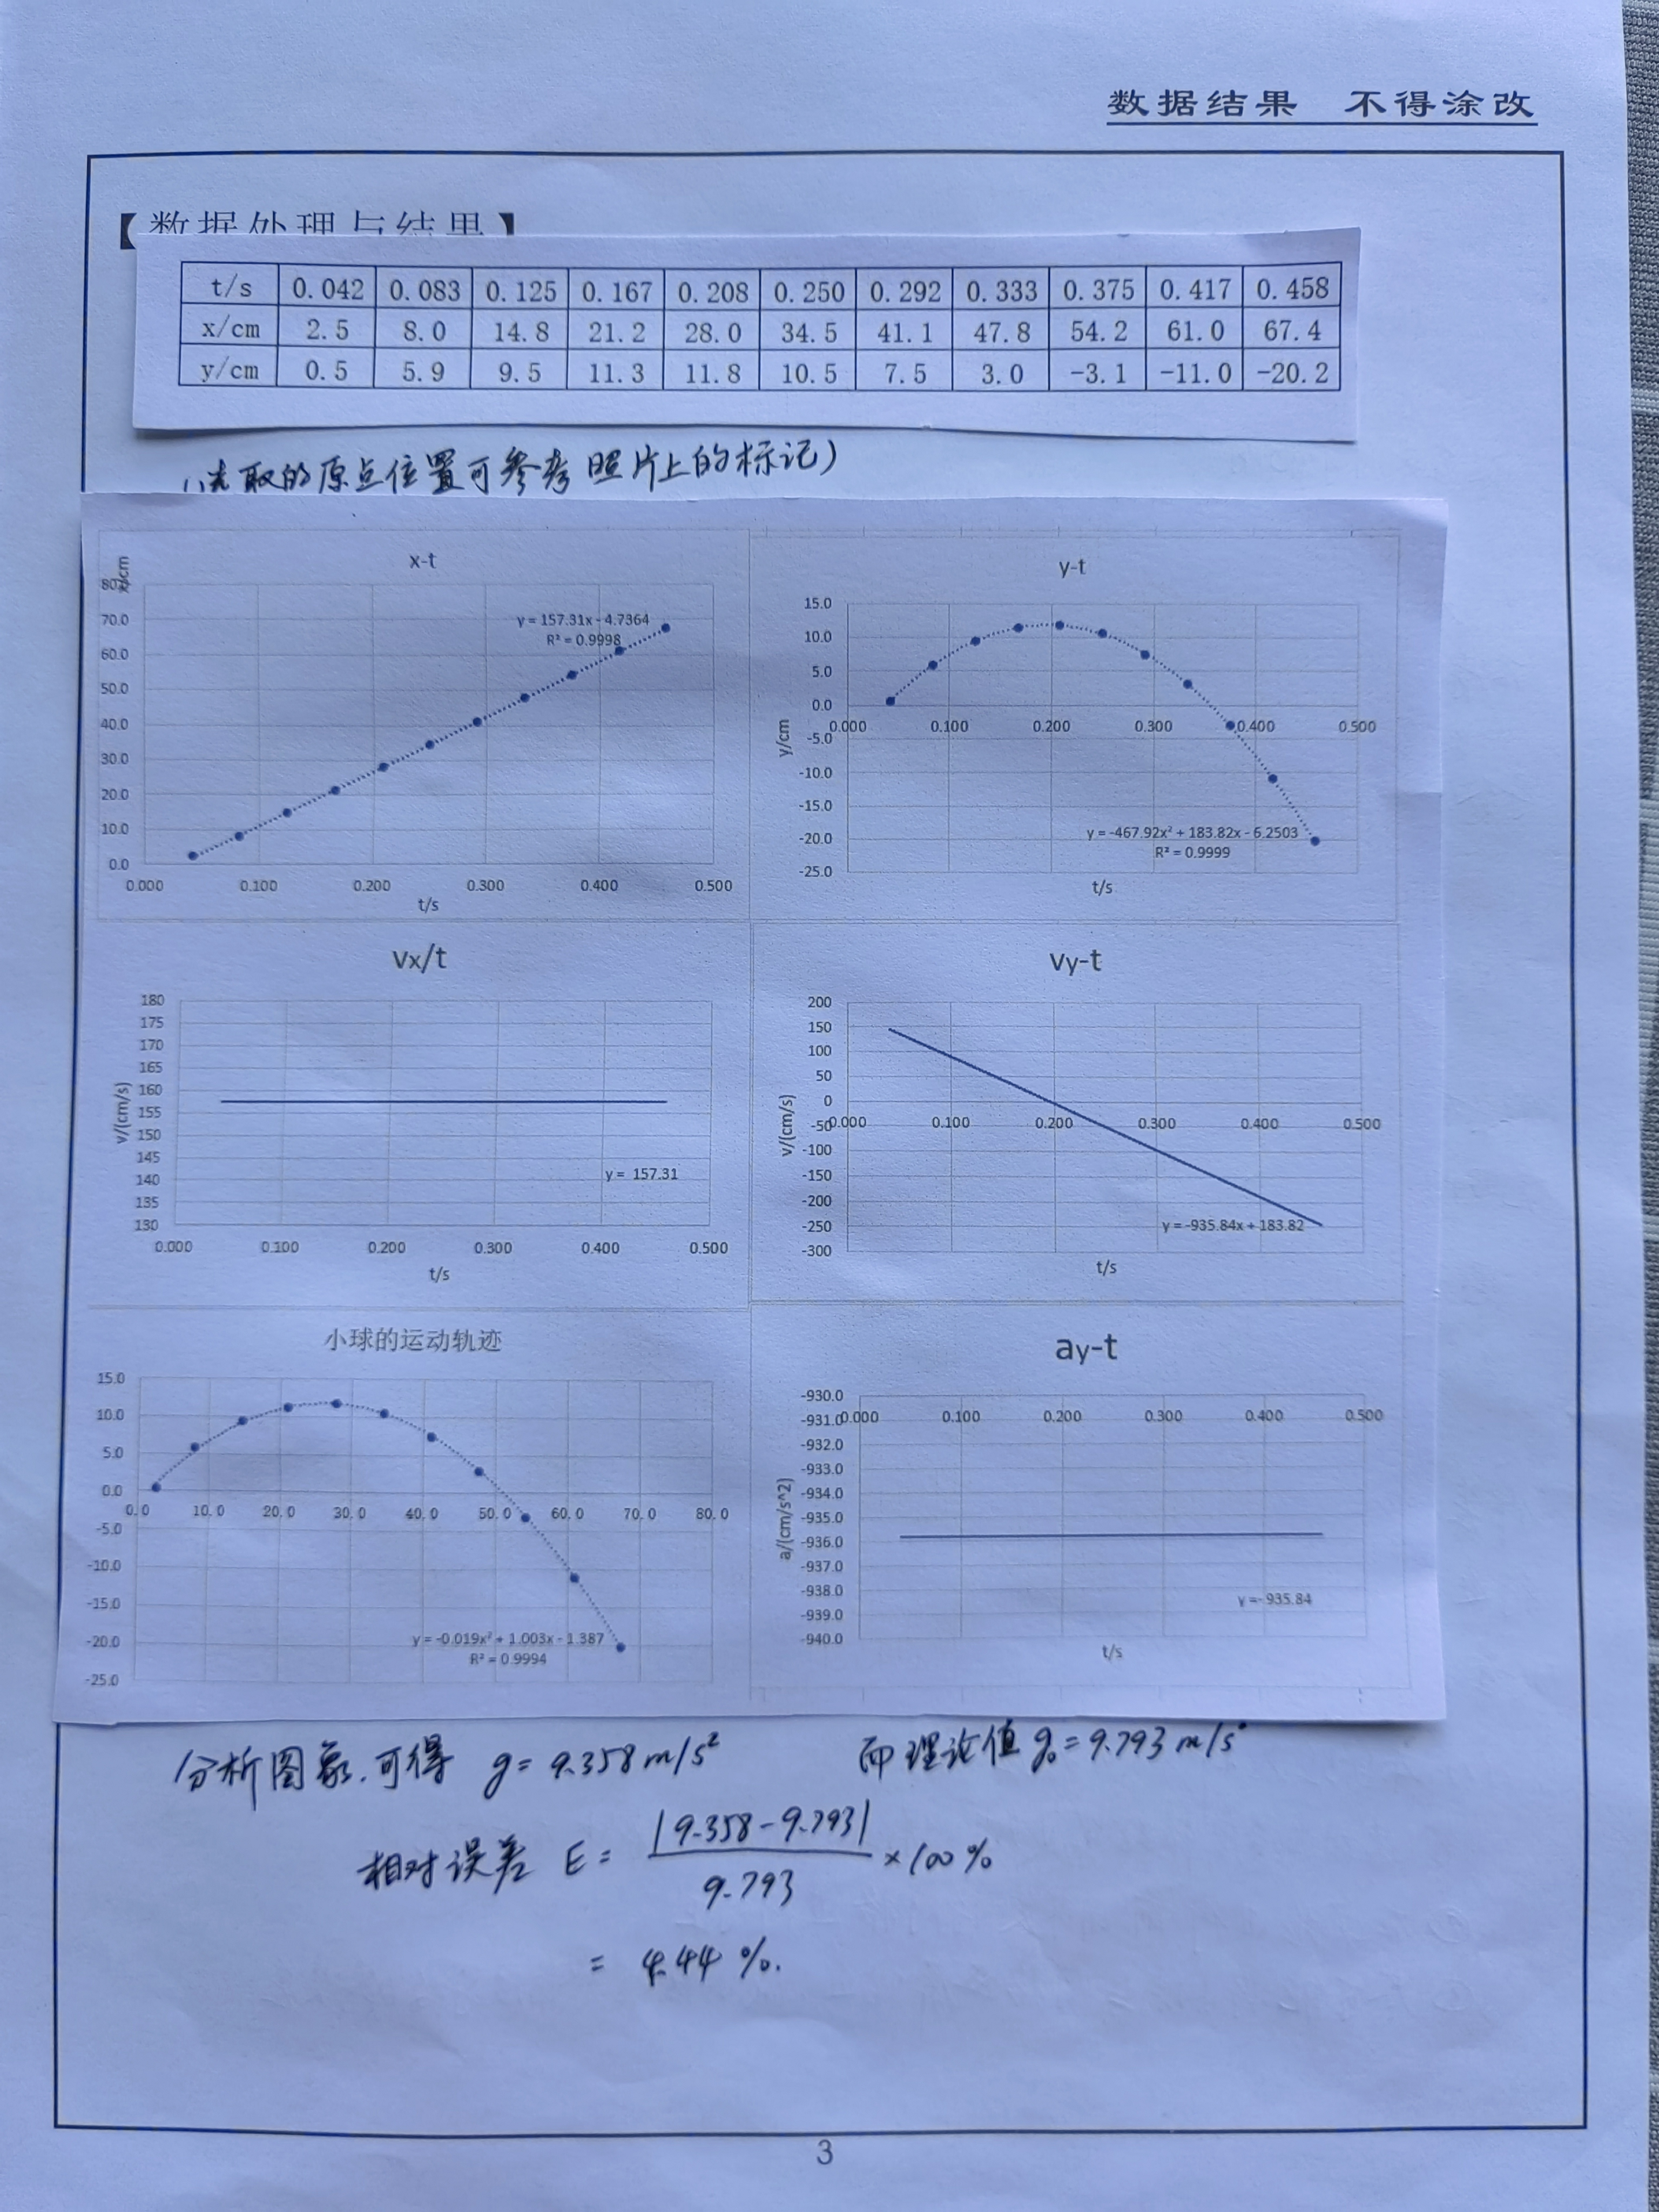 数据结果 不得涂改
【数据处理与结果】
t/s 0.042 0.083 0.125 0.167 0.208 0.250 0.292 0.333 0.375 0.417 0.458
x/cm 2.5 8.0 14.8 21.2 28.0 34.5 41.1 47.8 54.2 61.0 67.4
y/cm 0.5 5.9 9.5 11.3 11.8 10.5 7.5 3.0 -3.1 -11.0 -20.2
(选取的原点位置可参考照片上的标记)
x-t
x/cm
80.0
70.0
60.0
50.0
40.0
30.0
20.0
10.0
0.0
y = 157.31x - 4.7364
R² = 0.9998
0.000 0.100 0.200 0.300 0.400 0.500
t/s
y-t
y/cm
15.0
10.0
5.0
0.0
-5.0
-10.0
-15.0
-20.0
-25.0
0.000 0.100 0.200 0.300 0.400 0.500
y = -467.92x² + 183.82x - 6.2503
R² = 0.9999
t/s
vx/t
v/(cm/s)
180
175
170
165
160
155
150
145
140
135
130
y = 157.31
0.000 0.100 0.200 0.300 0.400 0.500
t/s
vy-t
v/(cm/s)
200
150
100
50
0
-50
-100
-150
-200
-250
-300
0.000 0.100 0.200 0.300 0.400 0.500
y = -935.84x + 183.82
t/s
小球的运动轨迹
15.0
10.0
5.0
0.0
-5.0
-10.0
-15.0
-20.0
-25.0
0.0 10.0 20.0 30.0 40.0 50.0 60.0 70.0 80.0
y = -0.019x² + 1.003x - 1.387
R² = 0.9994
ay-t
a/(cm/s^2)
-930.0
-931.0
-932.0
-933.0
-934.0
-935.0
-936.0
-937.0
-938.0
-939.0
-940.0
0.000 0.100 0.200 0.300 0.400 0.500
y = -935.84
t/s
分析图象,可得 g = 9.358 m/s² 而理论值 g₀ = 9.793 m/s²
相对误差 E = |9.358-9.793| / 9.793 ×100%
= 4.44 %.
3